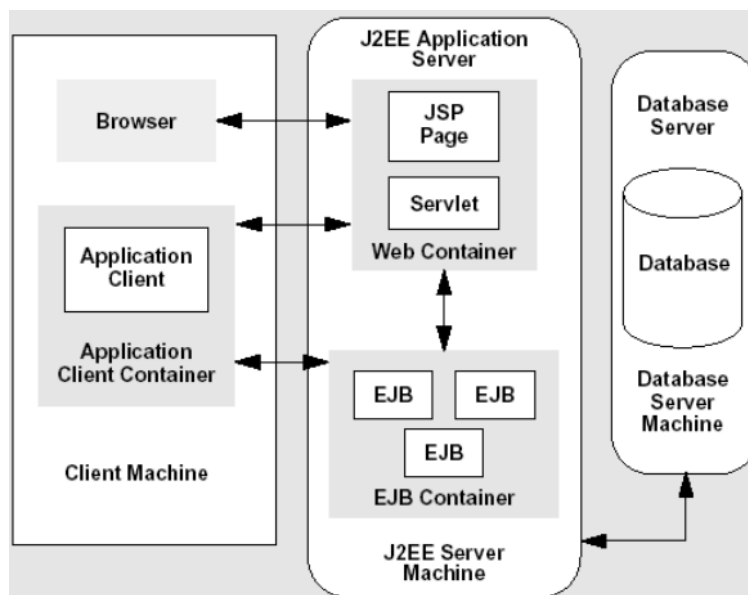 Browser
Application
Client
Application
Client Container
Client Machine
J2EE Application
Server
JSP
Page
Servlet
Web Container
EJB
EJB
EJB
EJB Container
J2EE Server
Machine
Database
Server
Database
Database
Server
Machine